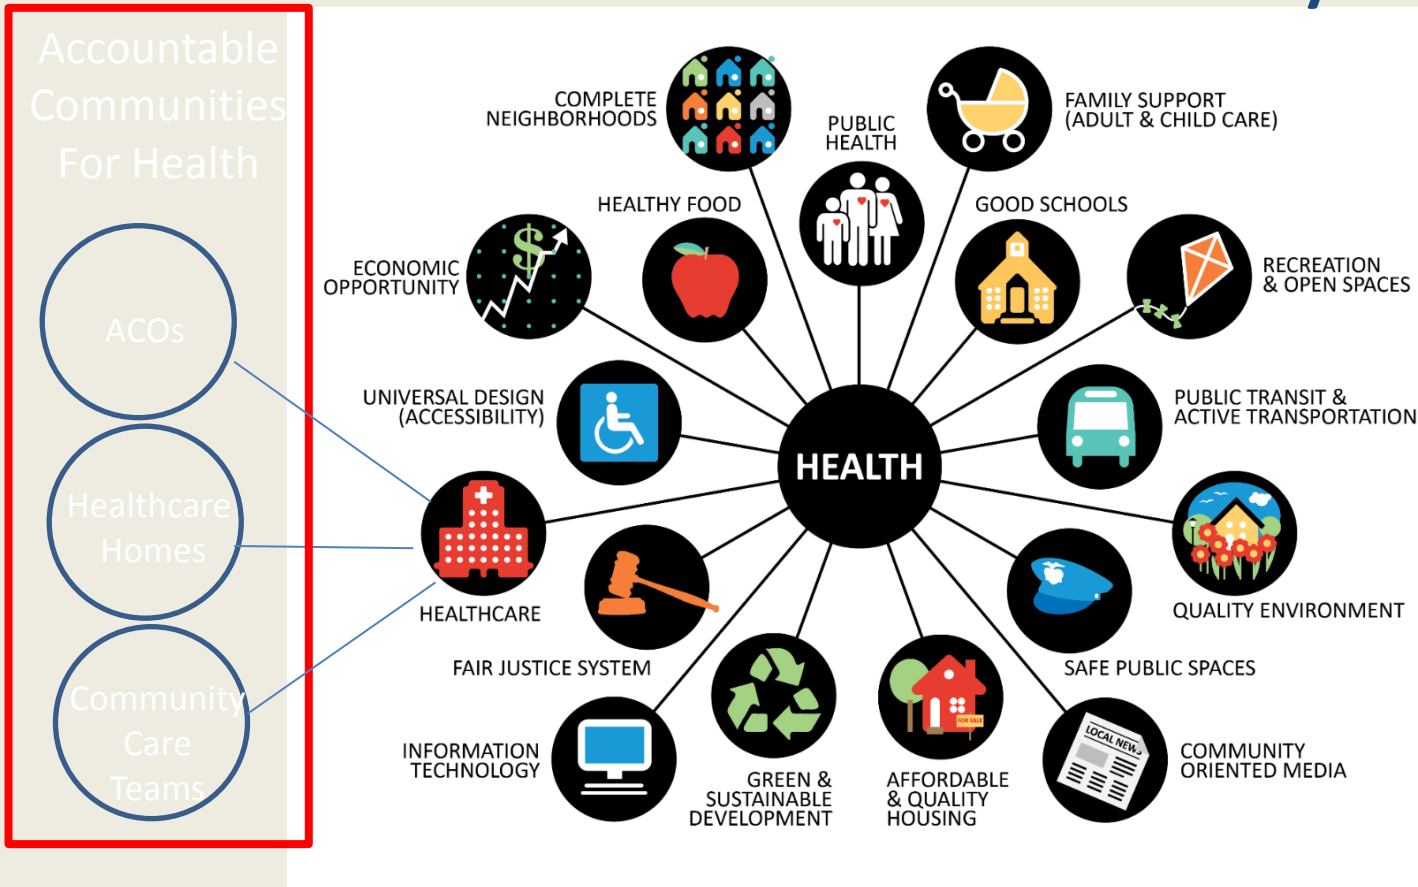 Accountable
Communities
For Health
ACOs
Healthcare
Homes
Community
Care
Teams
COMPLETE
NEIGHBORHOODS
PUBLIC
HEALTH
FAMILY SUPPORT
(ADULT & CHILD CARE)
HEALTHY FOOD
GOOD SCHOOLS
ECONOMIC
OPPORTUNITY
RECREATION
& OPEN SPACES
UNIVERSAL DESIGN
(ACCESSIBILITY)
PUBLIC TRANSIT &
ACTIVE TRANSPORTATION
HEALTH
HEALTHCARE
QUALITY ENVIRONMENT
FAIR JUSTICE SYSTEM
SAFE PUBLIC SPACES
INFORMATION
TECHNOLOGY
GREEN &
SUSTAINABLE
DEVELOPMENT
FOR SALE
AFFORDABLE
& QUALITY
HOUSING
LOCAL NEWS
COMMUNITY
ORIENTED MEDIA